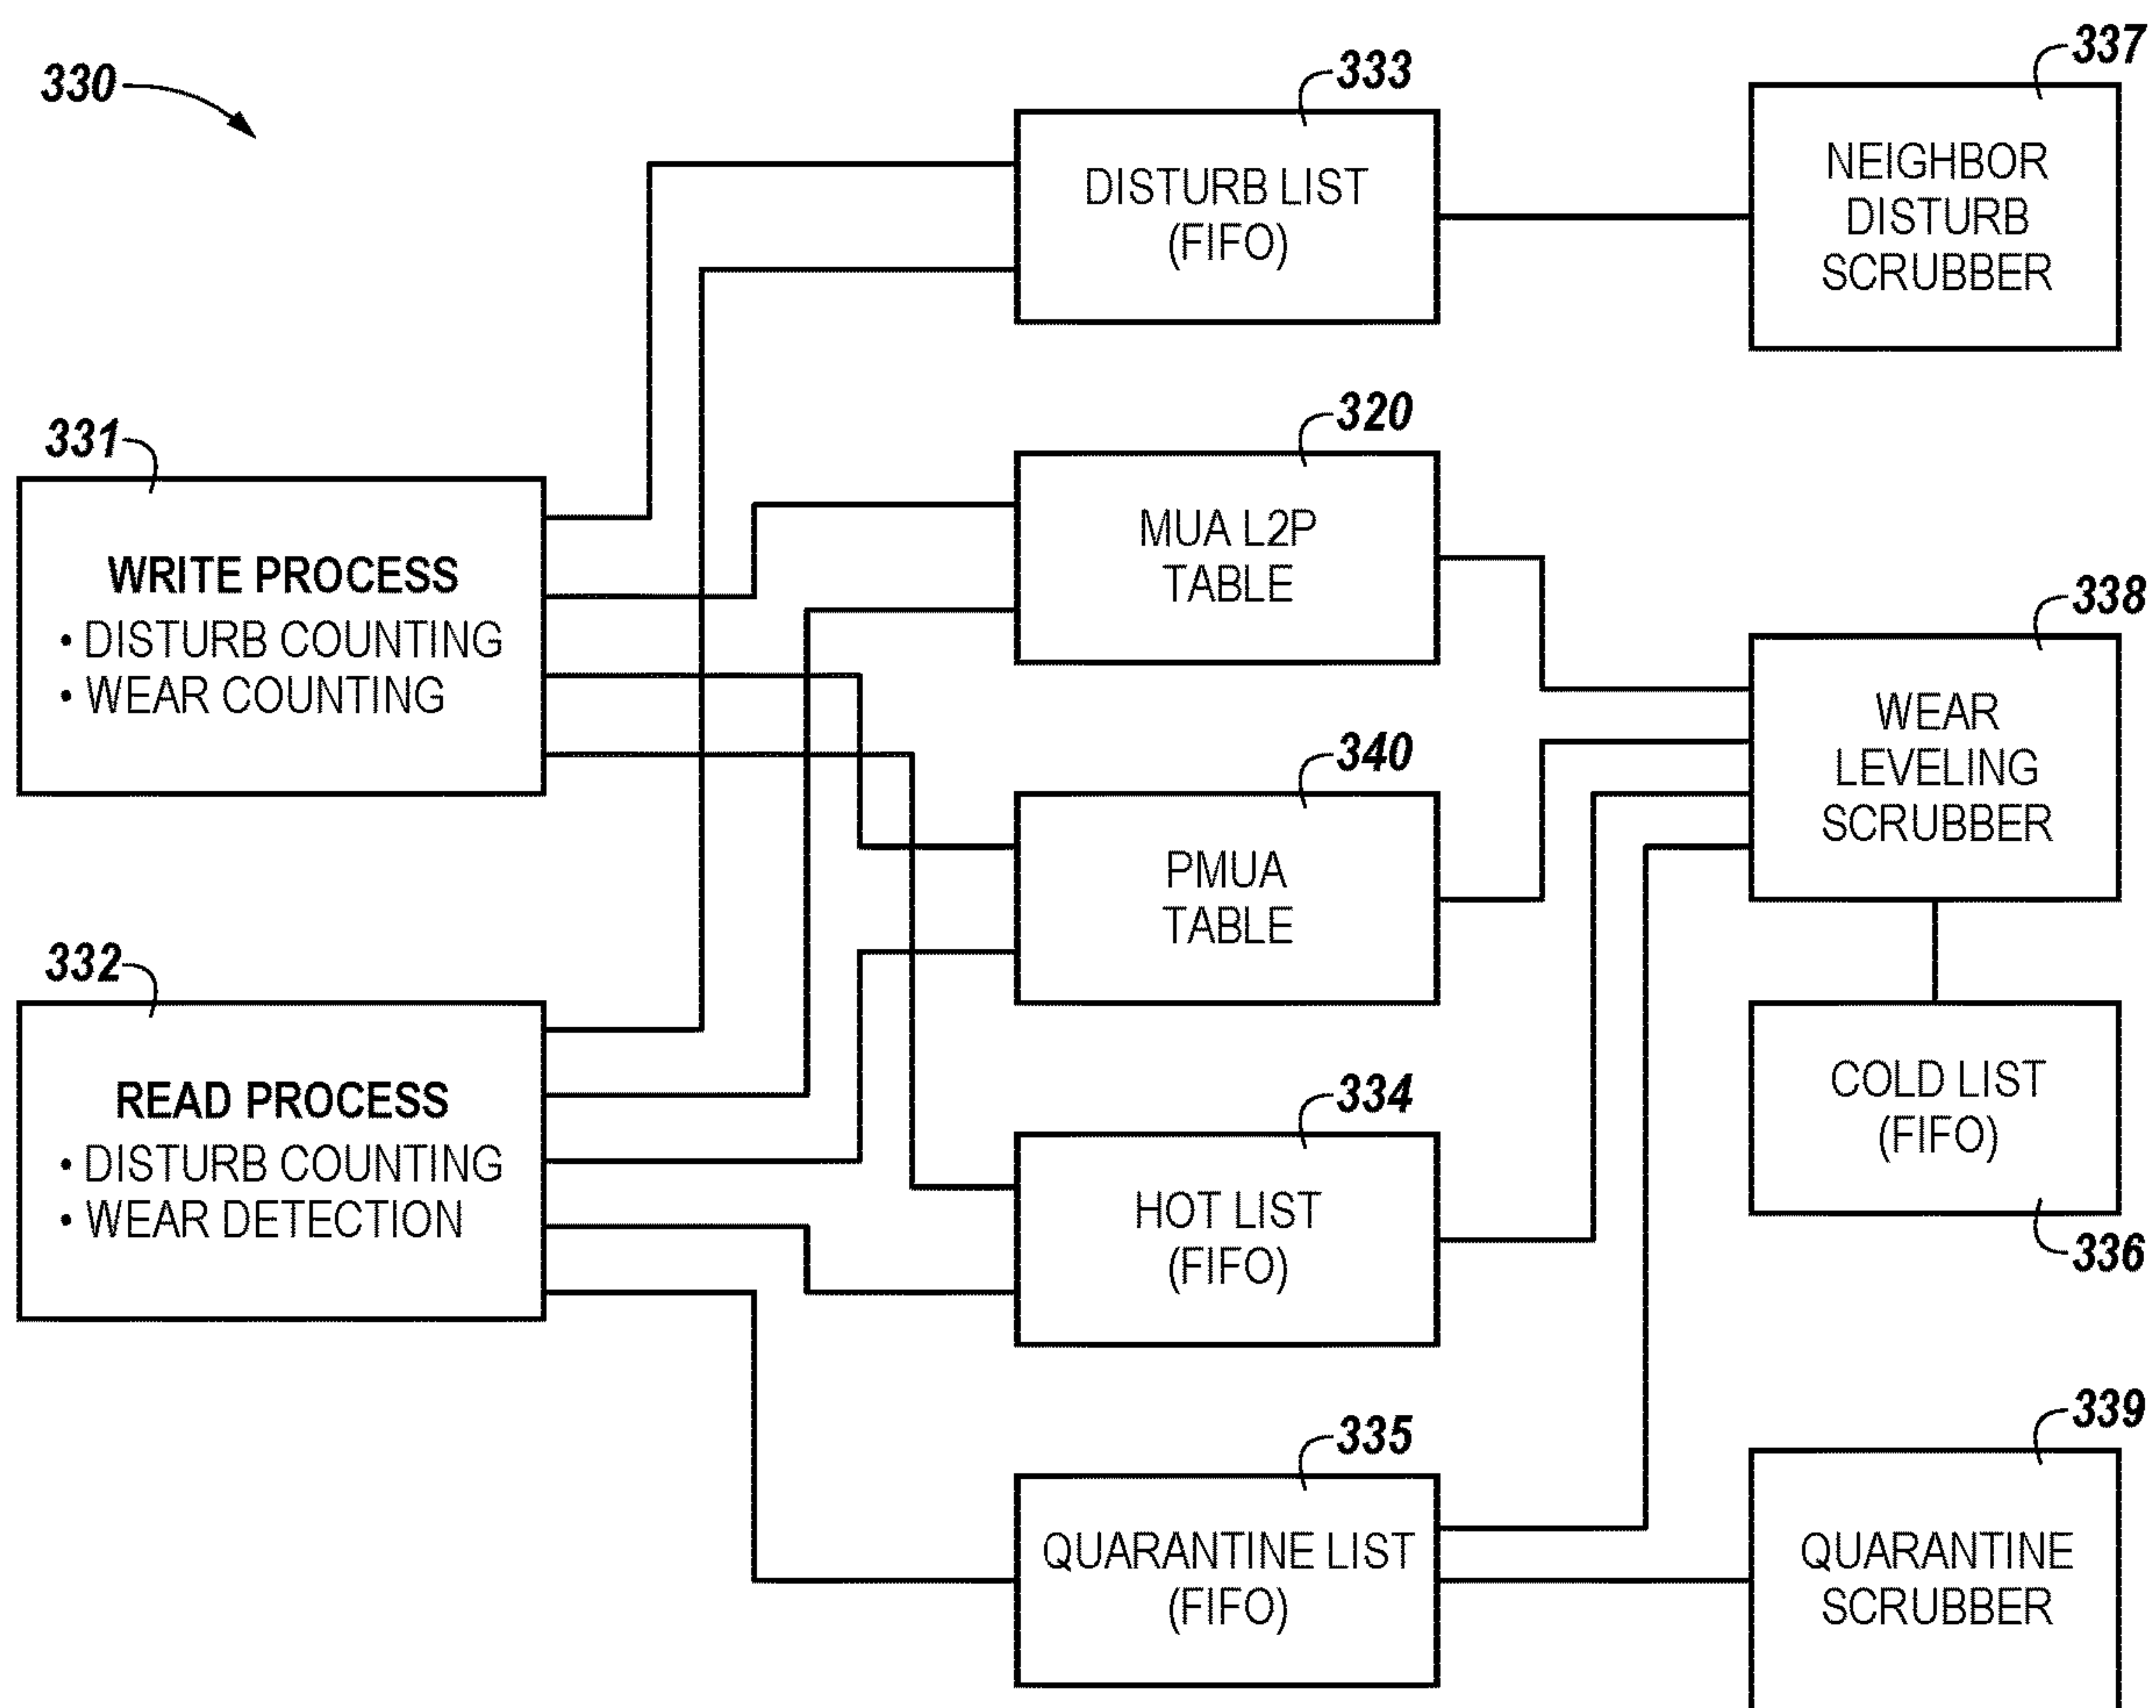 330
331
WRITE PROCESS
• DISTURB COUNTING
• WEAR COUNTING
332
READ PROCESS
• DISTURB COUNTING
• WEAR DETECTION
333
DISTURB LIST
(FIFO)
320
MUA L2P
TABLE
340
PMUA
TABLE
334
HOT LIST
(FIFO)
335
QUARANTINE LIST
(FIFO)
337
NEIGHBOR
DISTURB
SCRUBBER
338
WEAR
LEVELING
SCRUBBER
COLD LIST
(FIFO)
336
339
QUARANTINE
SCRUBBER